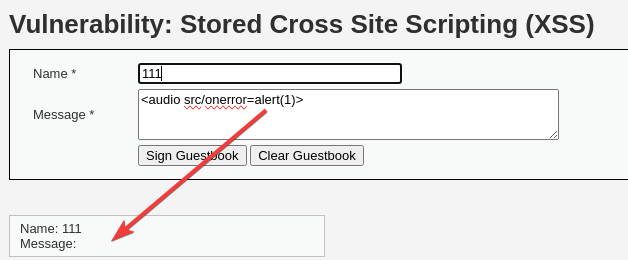 Vulnerability: Stored Cross Site Scripting (XSS)
Name * 111
Message * <audio src/onerror=alert(1)>
Sign Guestbook Clear Guestbook
Name: 111
Message: